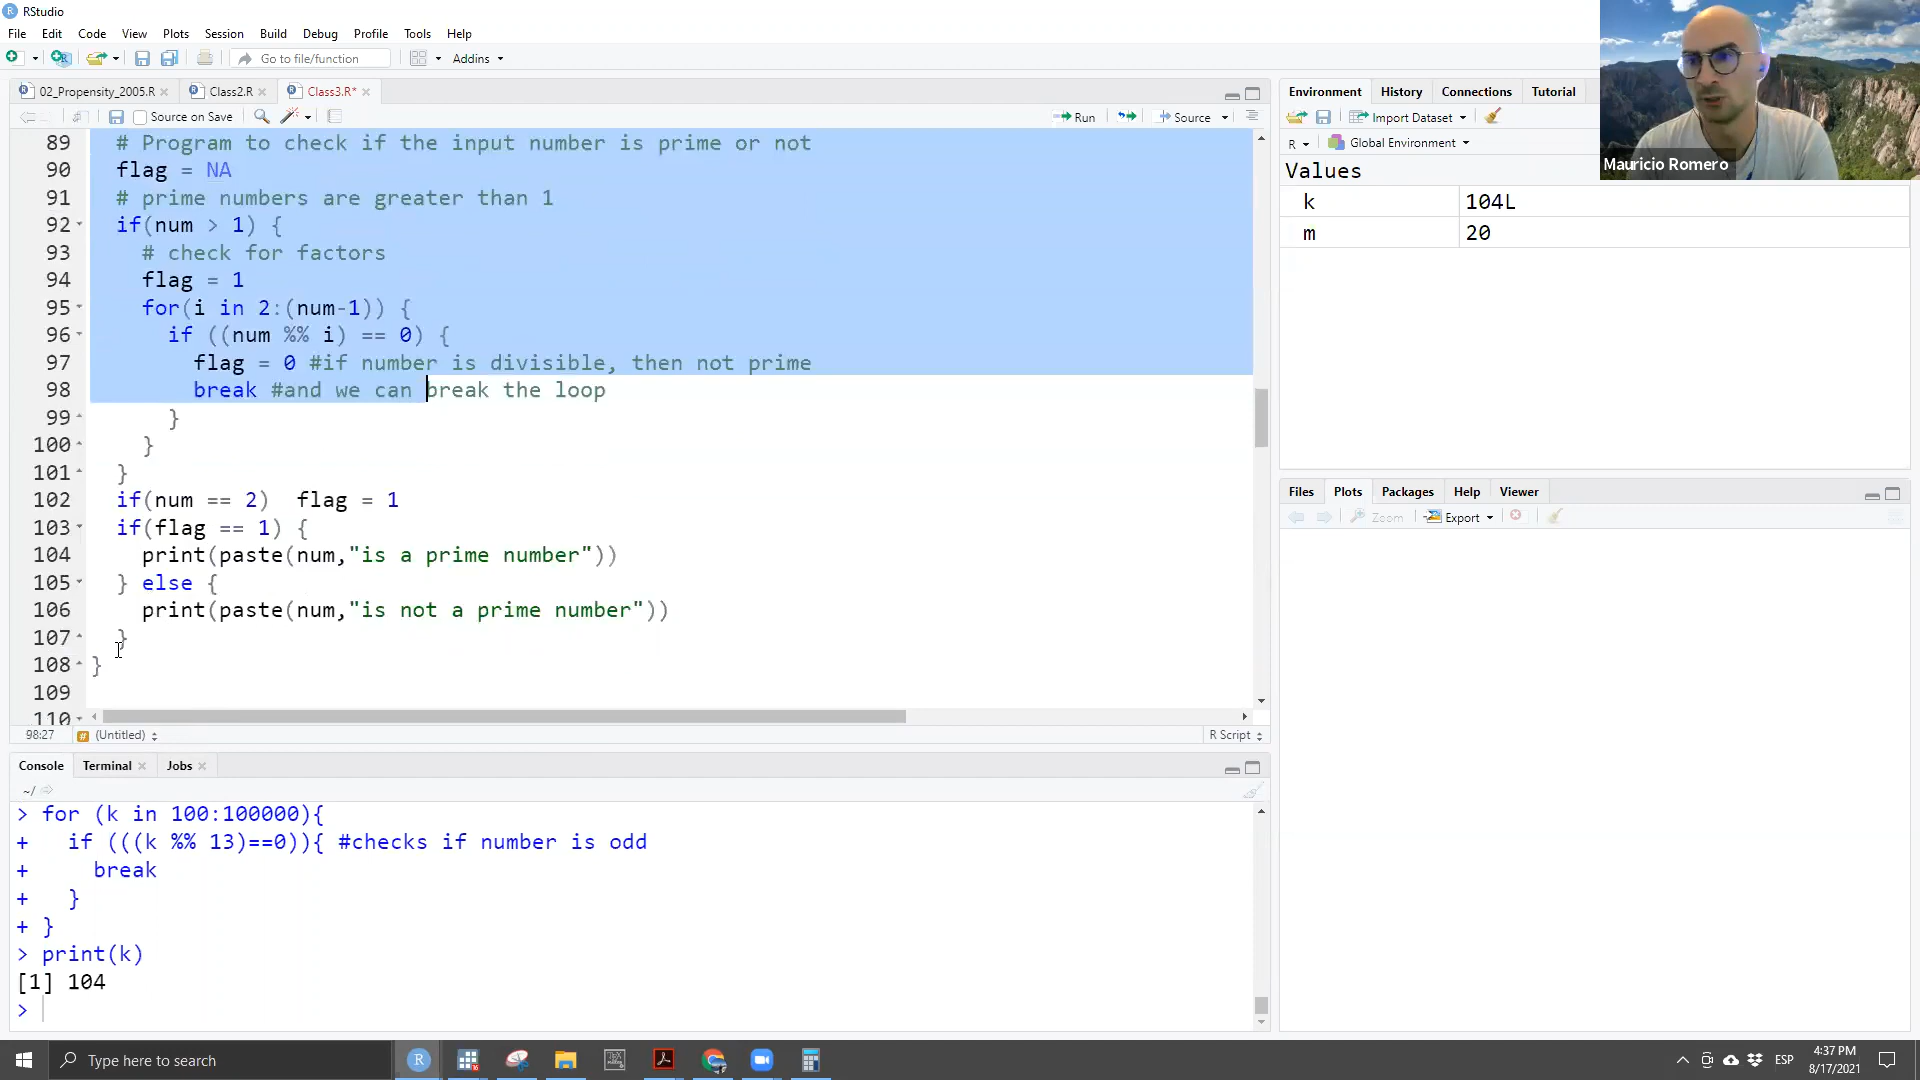 RStudio
File Edit Code View Plots Session Build Debug Profile Tools Help
Go to file/function Addins
02_Propensity_2005.R Class2.R Class3.R*
Source on Save Run Source
89 # Program to check if the input number is prime or not
90 flag = NA
91 # prime numbers are greater than 1
92 if(num > 1) {
93 # check for factors
94 flag = 1
95 for(i in 2:(num-1)) {
96 if ((num %% i) == 0) {
97 flag = 0 #if number is divisible, then not prime
98 break #and we can break the loop
99 }
100 }
101 }
102 if(num == 2)  flag = 1
103 if(flag == 1) {
104 print(paste(num,"is a prime number"))
105 } else {
106 print(paste(num,"is not a prime number"))
107 }
108 }
109
110
98:27 (Untitled) R Script
Console Terminal Jobs
~/
> for (k in 100:100000){
+ if (((k %% 13)==0)){ #checks if number is odd
+ break
+ }
+ }
> print(k)
[1] 104
>
Environment History Connections Tutorial
Import Dataset
R Global Environment
Values
k 104L
m 20
Files Plots Packages Help Viewer
Zoom Export
Mauricio Romero
Type here to search
ESP
4:37 PM
8/17/2021